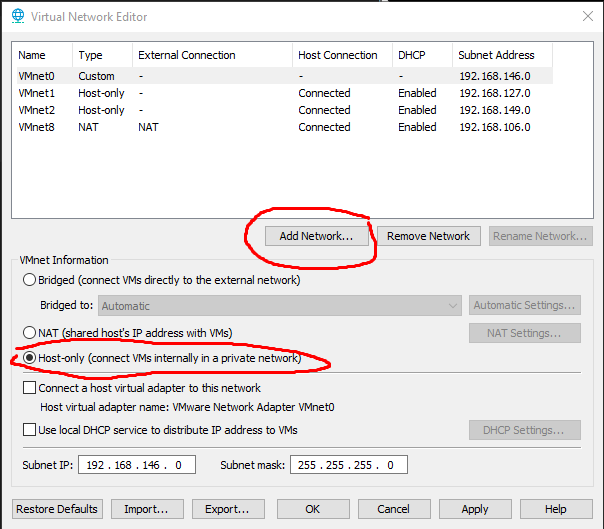 Virtual Network Editor
Name Type External Connection Host Connection DHCP Subnet Address
VMnet0 Custom - - - 192.168.146.0
VMnet1 Host-only - Connected Enabled 192.168.127.0
VMnet2 Host-only - Connected Enabled 192.168.149.0
VMnet8 NAT NAT Connected Enabled 192.168.106.0
Add Network... Remove Network Rename Network...
VMnet Information
Bridged (connect VMs directly to the external network)
Bridged to: Automatic Automatic Settings...
NAT (shared host's IP address with VMs) NAT Settings...
Host-only (connect VMs internally in a private network)
Connect a host virtual adapter to this network
Host virtual adapter name: VMware Network Adapter VMnet0
Use local DHCP service to distribute IP address to VMs DHCP Settings...
Subnet IP: 192 . 168 . 146 . 0 Subnet mask: 255 . 255 . 255 . 0
Restore Defaults Import... Export... OK Cancel Apply Help